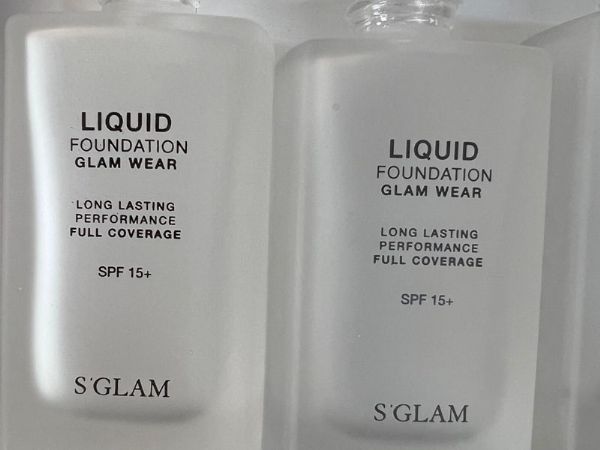 LIQUID
FOUNDATION
GLAM WEAR
LONG LASTING
PERFORMANCE
FULL COVERAGE
SPF 15+
S'GLAM
LIQUID
FOUNDATION
GLAM WEAR
LONG LASTING
PERFORMANCE
FULL COVERAGE
SPF 15+
S'GLAM